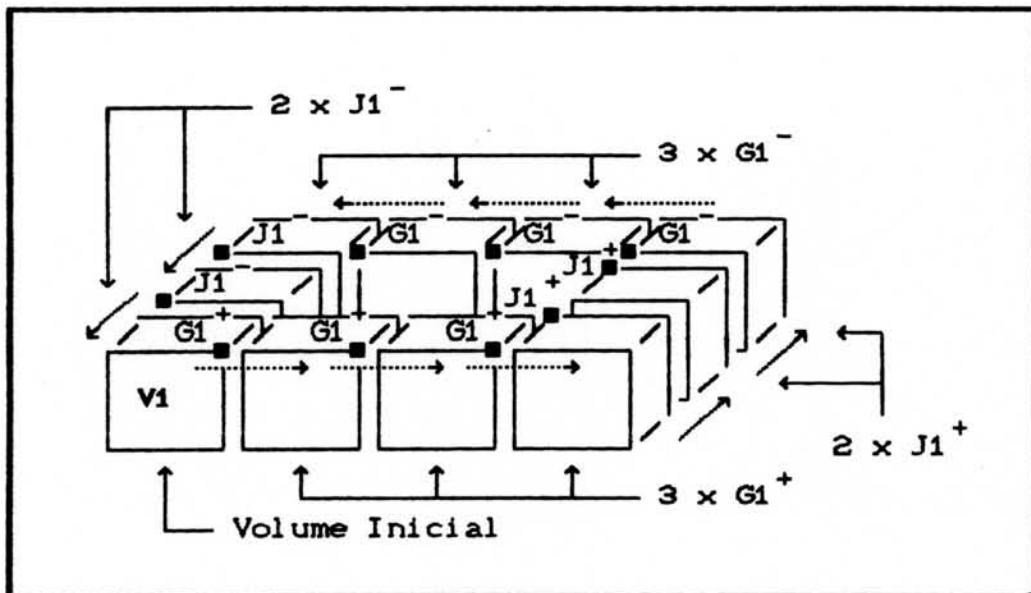 2 x J1⁻
3 x G1⁻
J1⁻ G1⁻ G1⁻ G1⁻
J1⁻ J1⁺
J1⁺
G1⁺ G1⁺ G1⁺
V1
2 x J1⁺
3 x G1⁺
Volume Inicial